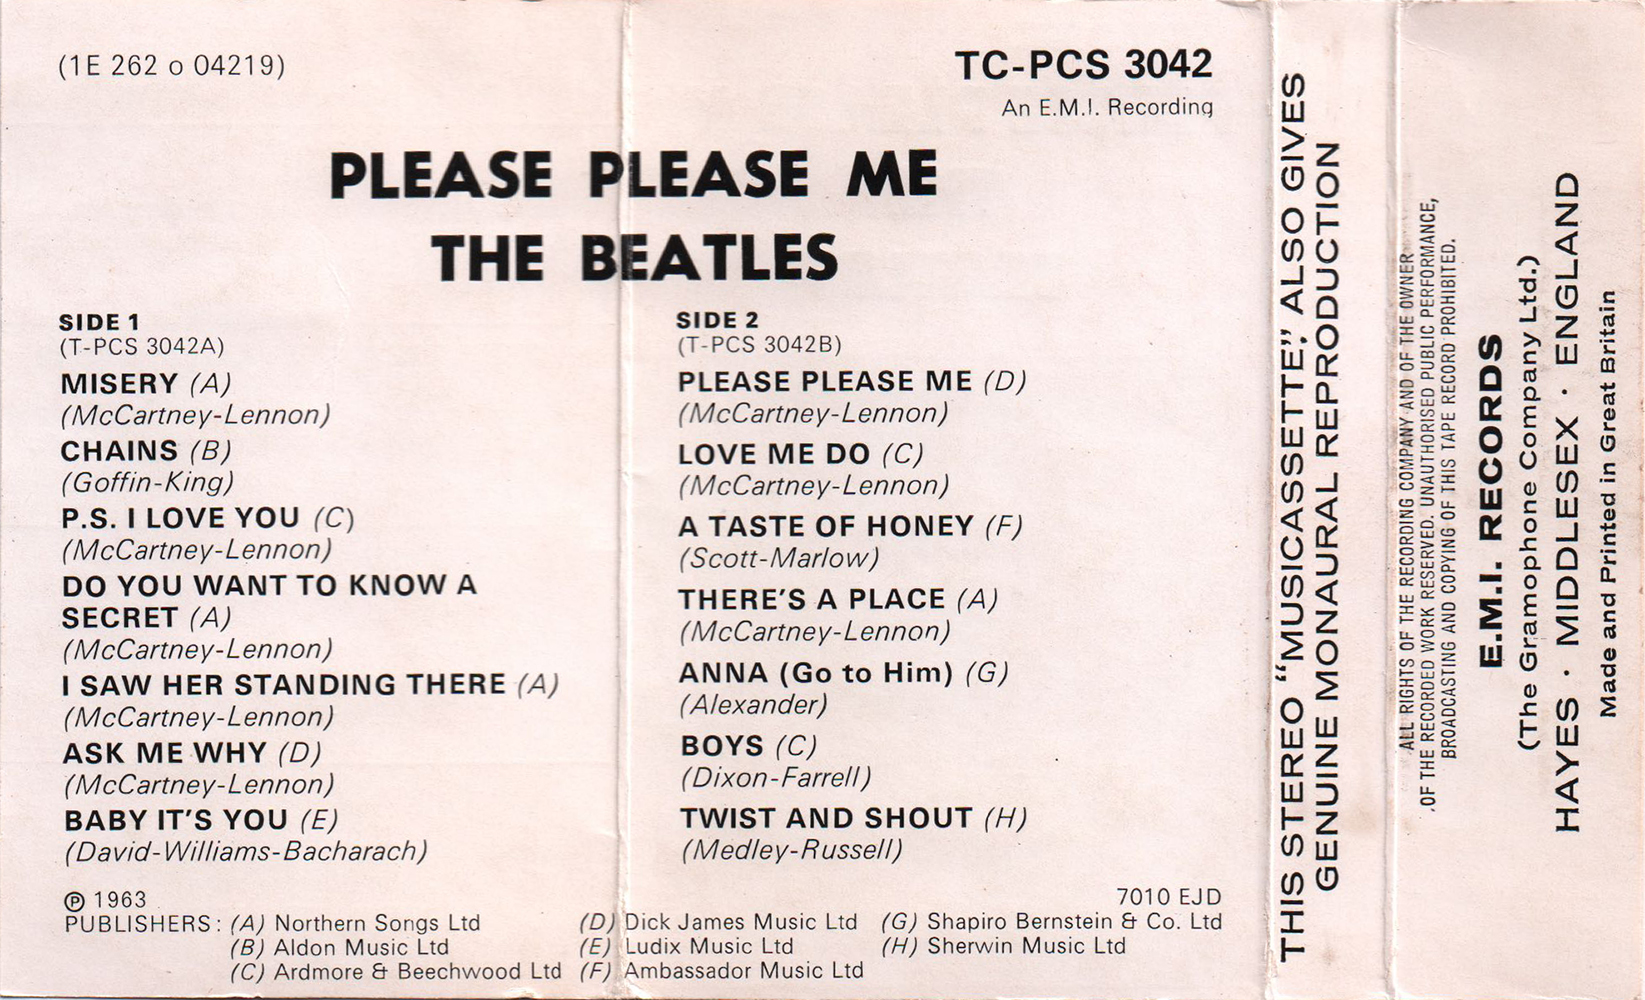 (1E 262 o 04219)
TC-PCS 3042
An E.M.I. Recording
PLEASE PLEASE ME
THE BEATLES
SIDE 1
(T-PCS 3042A)
MISERY (A)
(McCartney-Lennon)
CHAINS (B)
(Goffin-King)
P.S. I LOVE YOU (C)
(McCartney-Lennon)
DO YOU WANT TO KNOW A
SECRET (A)
(McCartney-Lennon)
I SAW HER STANDING THERE (A)
(McCartney-Lennon)
ASK ME WHY (D)
(McCartney-Lennon)
BABY IT'S YOU (E)
(David-Williams-Bacharach)
SIDE 2
(T-PCS 3042B)
PLEASE PLEASE ME (D)
(McCartney-Lennon)
LOVE ME DO (C)
(McCartney-Lennon)
A TASTE OF HONEY (F)
(Scott-Marlow)
THERE'S A PLACE (A)
(McCartney-Lennon)
ANNA (Go to Him) (G)
(Alexander)
BOYS (C)
(Dixon-Farrell)
TWIST AND SHOUT (H)
(Medley-Russell)
℗ 1963
7010 EJD
PUBLISHERS: (A) Northern Songs Ltd
(B) Aldon Music Ltd
(C) Ardmore & Beechwood Ltd
(D) Dick James Music Ltd
(E) Ludix Music Ltd
(F) Ambassador Music Ltd
(G) Shapiro Bernstein & Co. Ltd
(H) Sherwin Music Ltd
THIS STEREO "MUSICASSETTE," ALSO GIVES
GENUINE MONAURAL REPRODUCTION
ALL RIGHTS OF THE RECORDING COMPANY AND OF THE OWNER
OF THE RECORDED WORK RESERVED. UNAUTHORISED PUBLIC PERFORMANCE,
BROADCASTING AND COPYING OF THIS TAPE RECORD PROHIBITED.
E.M.I. RECORDS
(The Gramophone Company Ltd.)
HAYES · MIDDLESEX · ENGLAND
Made and Printed in Great Britain